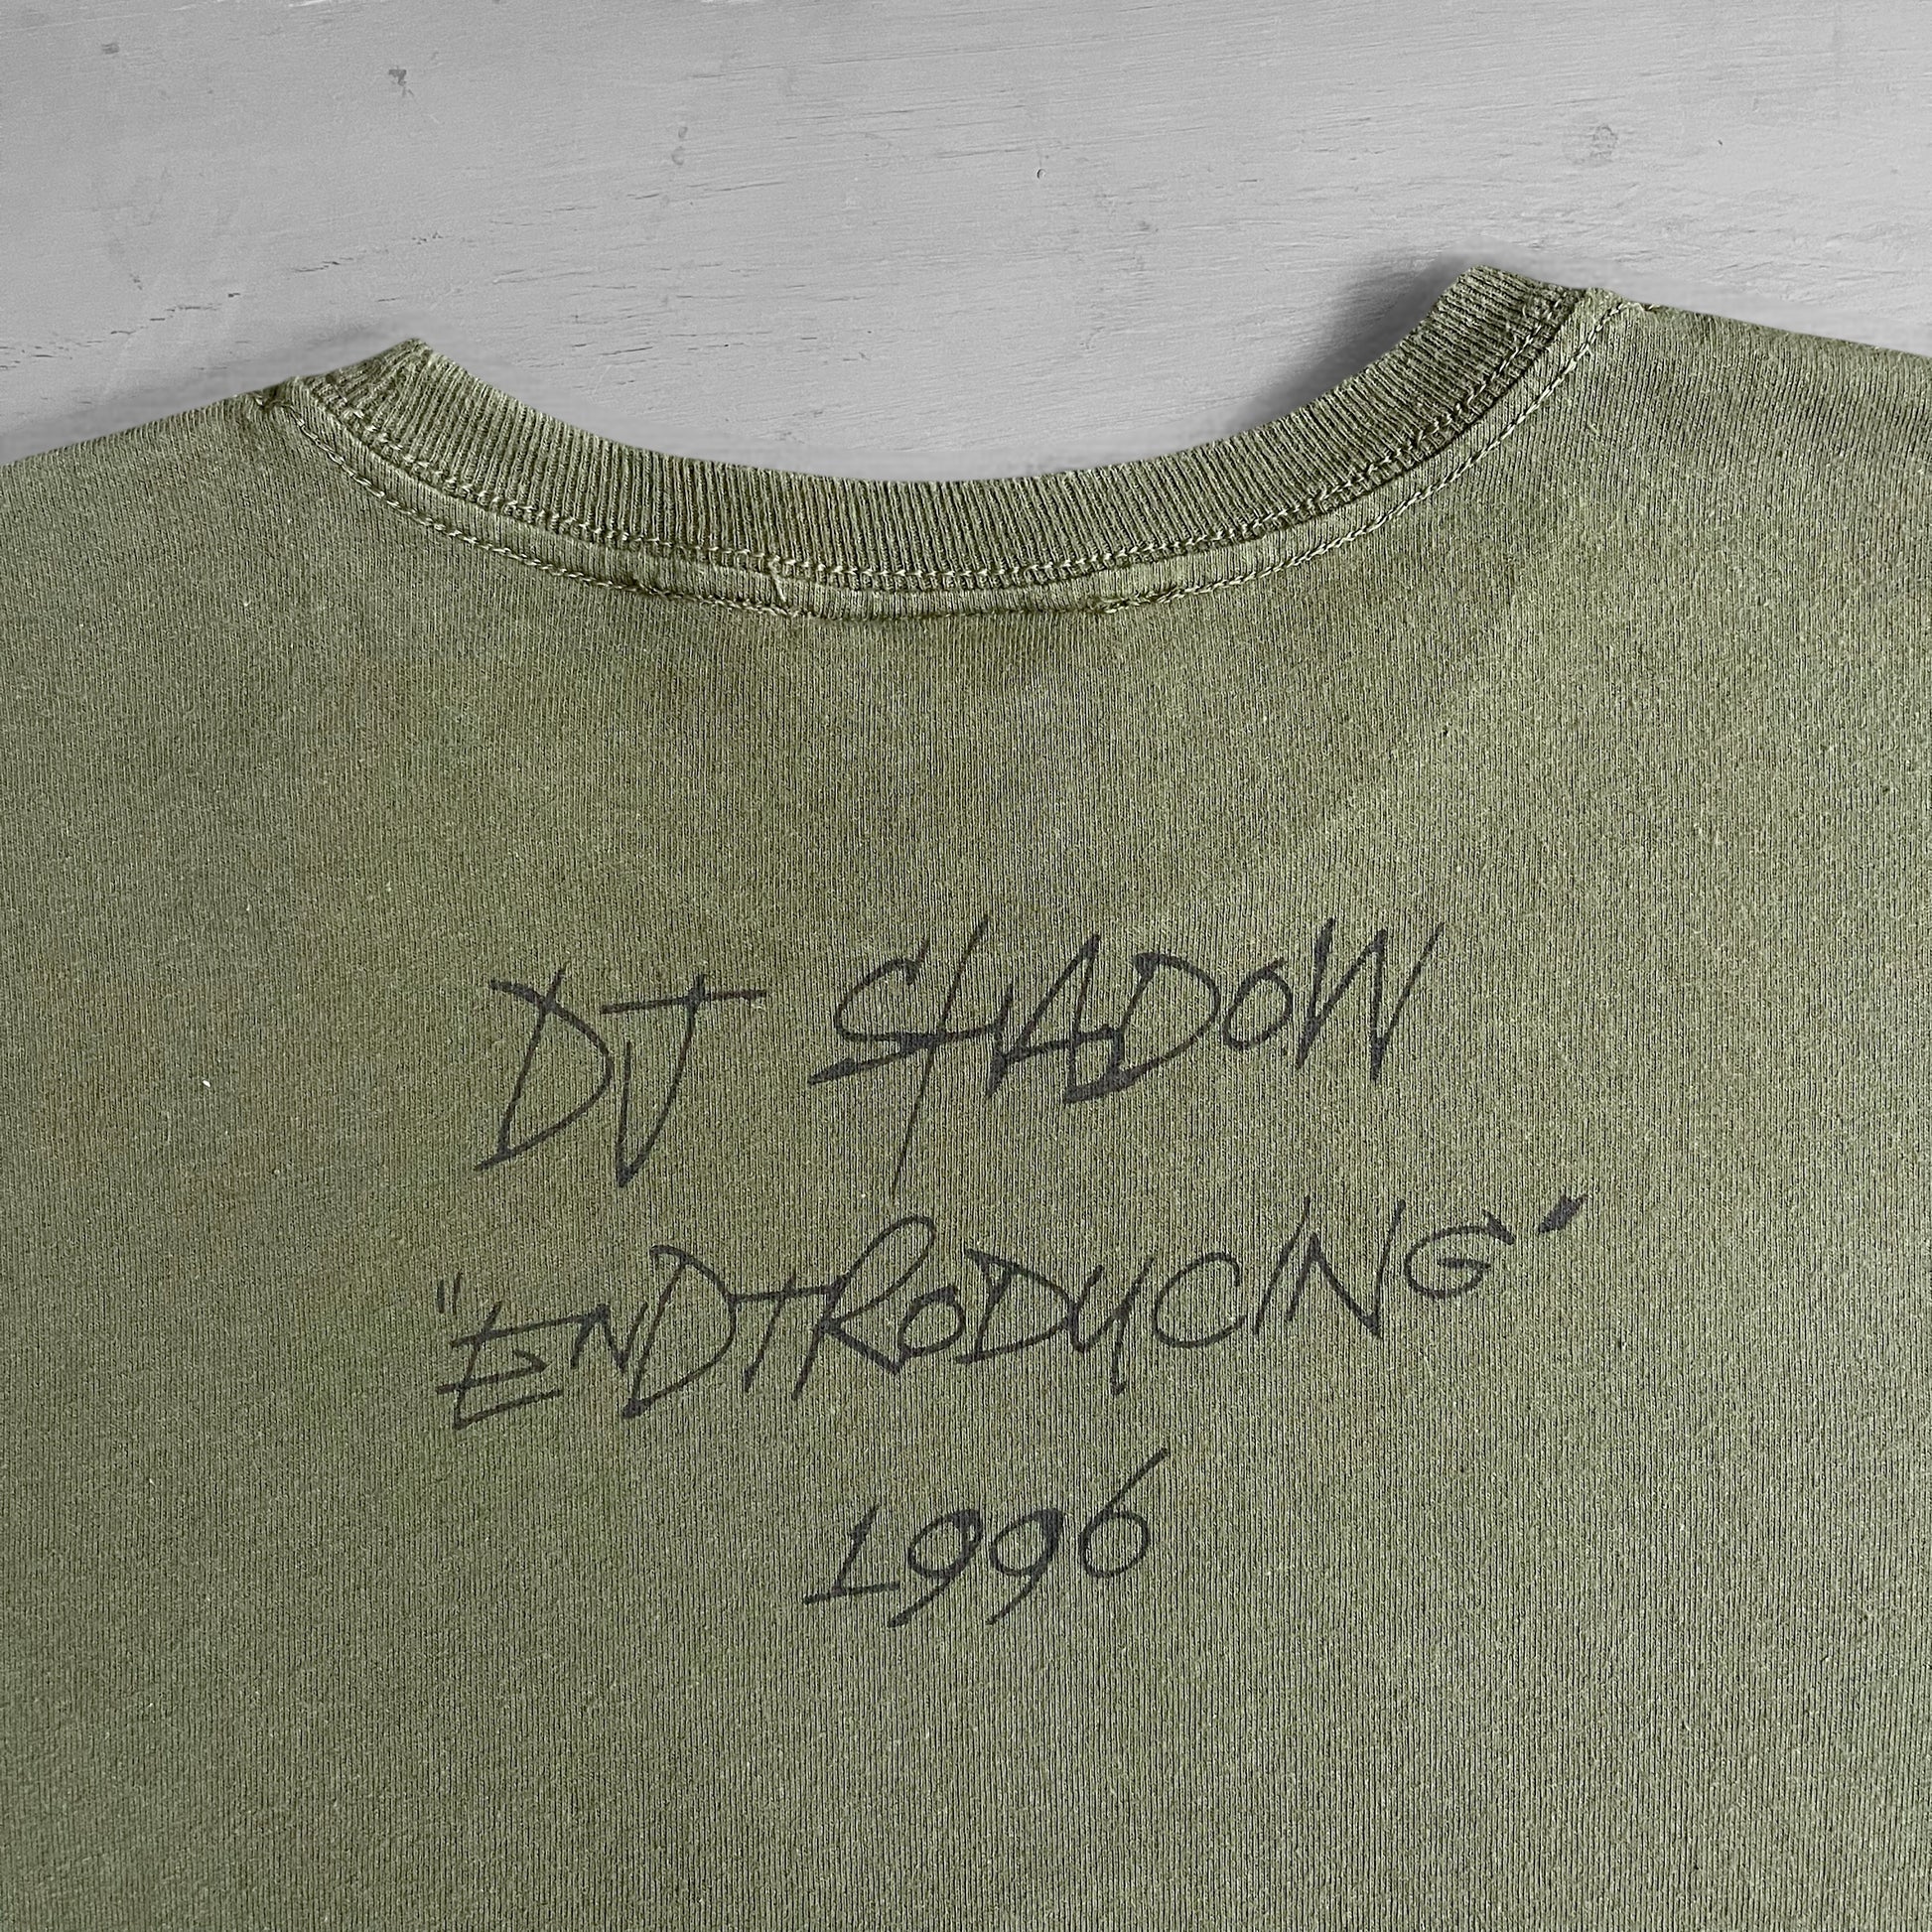 DJ SHADOW
"ENDTRODUCING"
1996